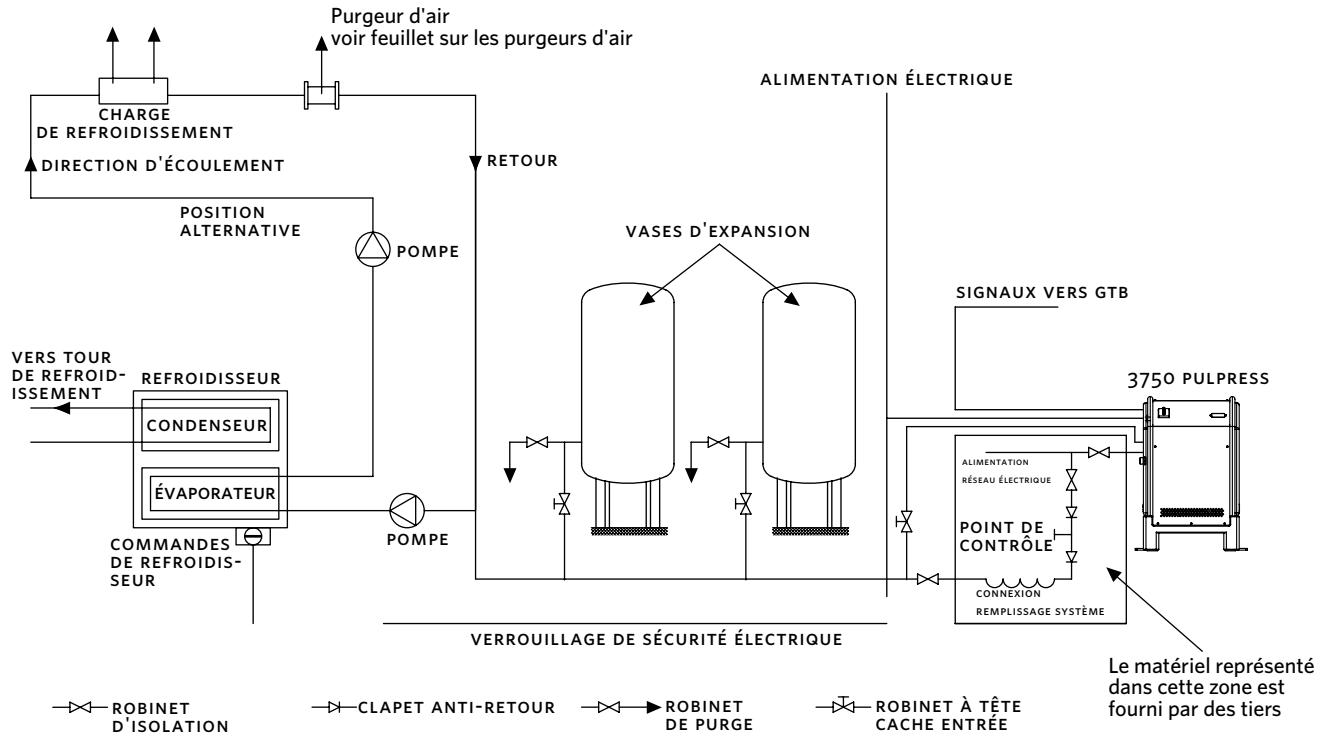 Purgeur d'air
voir feuillet sur les purgeurs d'air
ALIMENTATION ÉLECTRIQUE
CHARGE
DE REFROIDISSEMENT
DIRECTION D'ÉCOULEMENT
RETOUR
POSITION
ALTERNATIVE
POMPE
VASES D'EXPANSION
SIGNAUX VERS GTB
VERS TOUR
DE REFROID-
ISSEMENT
REFROIDISSEUR
3750 PULPRESS
CONDENSEUR
ÉVAPORATEUR
ALIMENTATION
RÉSEAU ÉLECTRIQUE
POMPE
POINT DE
CONTRÔLE
COMMANDES
DE REFROIDIS-
SEUR
CONNEXION
REMPLISSAGE SYSTÈME
VERROUILLAGE DE SÉCURITÉ ÉLECTRIQUE
Le matériel représenté
dans cette zone est
fourni par des tiers
ROBINET
D'ISOLATION
CLAPET ANTI-RETOUR
ROBINET
DE PURGE
ROBINET À TÊTE
CACHE ENTRÉE